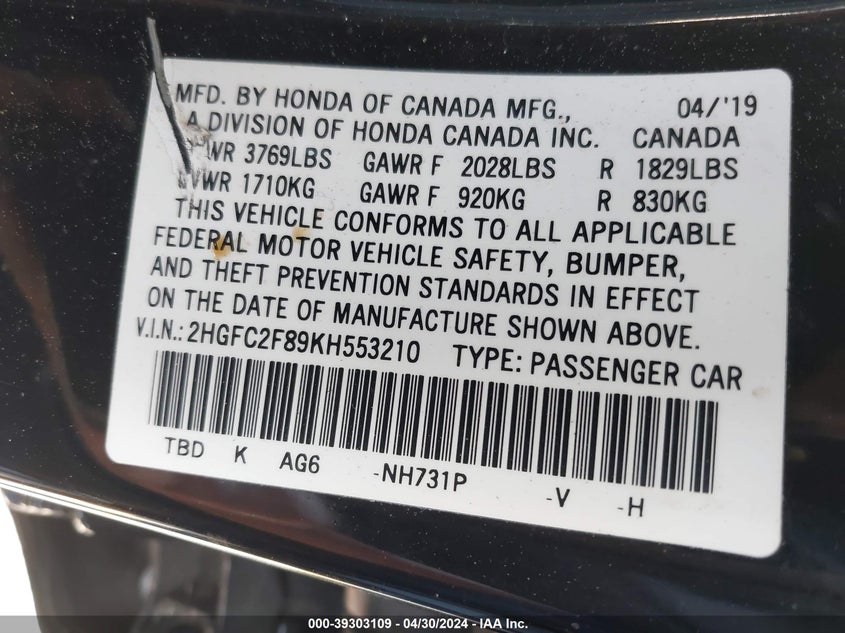 MFD. BY HONDA OF CANADA MFG., 04/'19
A DIVISION OF HONDA CANADA INC. CANADA
WR 3769LBS GAWR F 2028LBS R 1829LBS
VWR 1710KG GAWR F 920KG R 830KG
THIS VEHICLE CONFORMS TO ALL APPLICABLE
FEDERAL MOTOR VEHICLE SAFETY, BUMPER,
AND THEFT PREVENTION STANDARDS IN EFFECT
ON THE DATE OF MANUFACTURE SHOWN ABOVE.
V.I.N.: 2HGFC2F89KH553210 TYPE: PASSENGER CAR
TBD K AG6 -NH731P -V -H
000-39303109 - 04/30/2024 - IAA Inc.